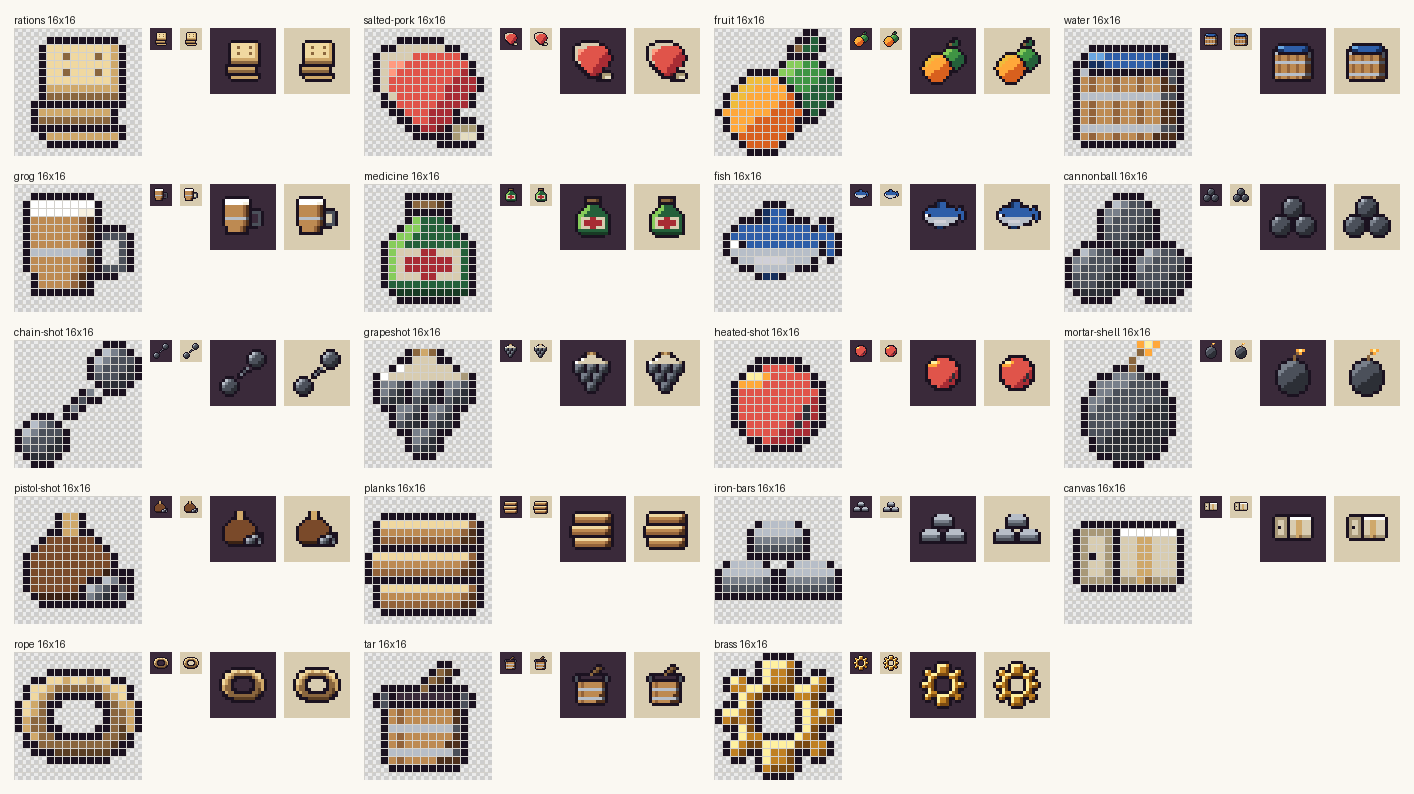 rations 16x16
salted-pork 16x16
fruit 16x16
water 16x16
grog 16x16
medicine 16x16
fish 16x16
cannonball 16x16
chain-shot 16x16
grapeshot 16x16
heated-shot 16x16
mortar-shell 16x16
pistol-shot 16x16
planks 16x16
iron-bars 16x16
canvas 16x16
rope 16x16
tar 16x16
brass 16x16